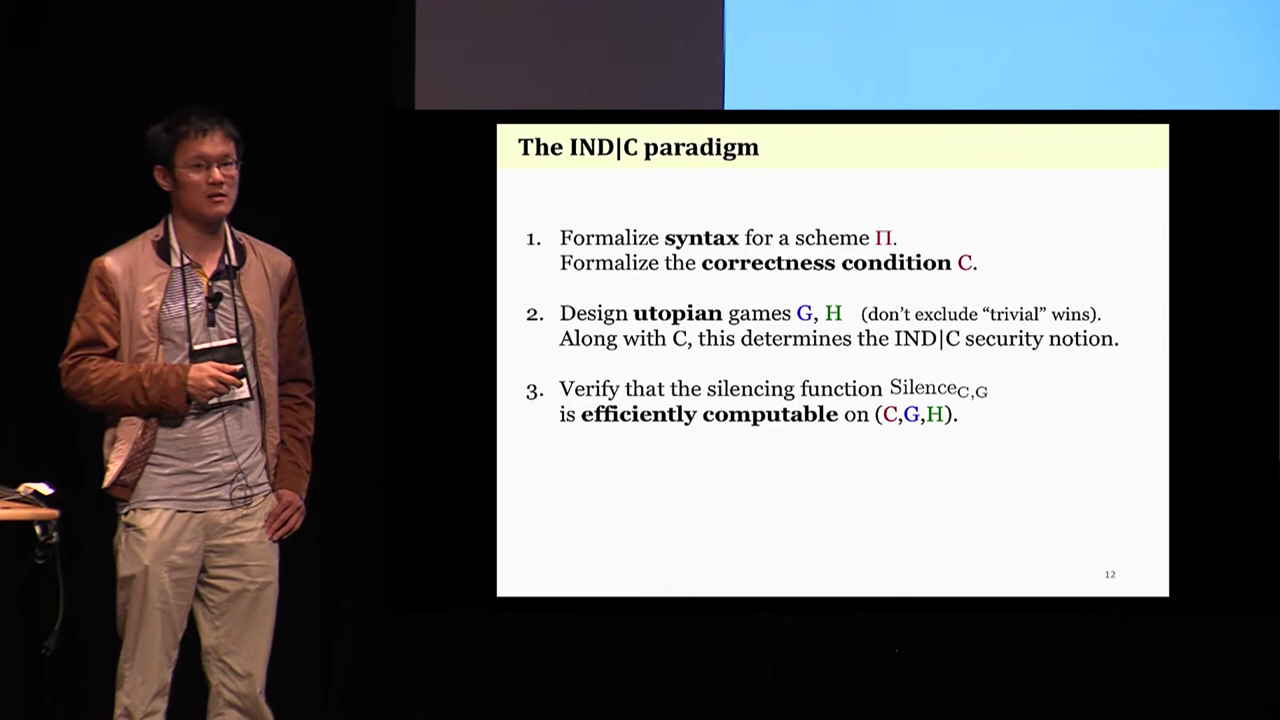 The IND|C paradigm
1. Formalize syntax for a scheme Π.
Formalize the correctness condition C.
2. Design utopian games G, H (don't exclude “trivial” wins).
Along with C, this determines the IND|C security notion.
3. Verify that the silencing function Silence_C,G
is efficiently computable on (C,G,H).
12